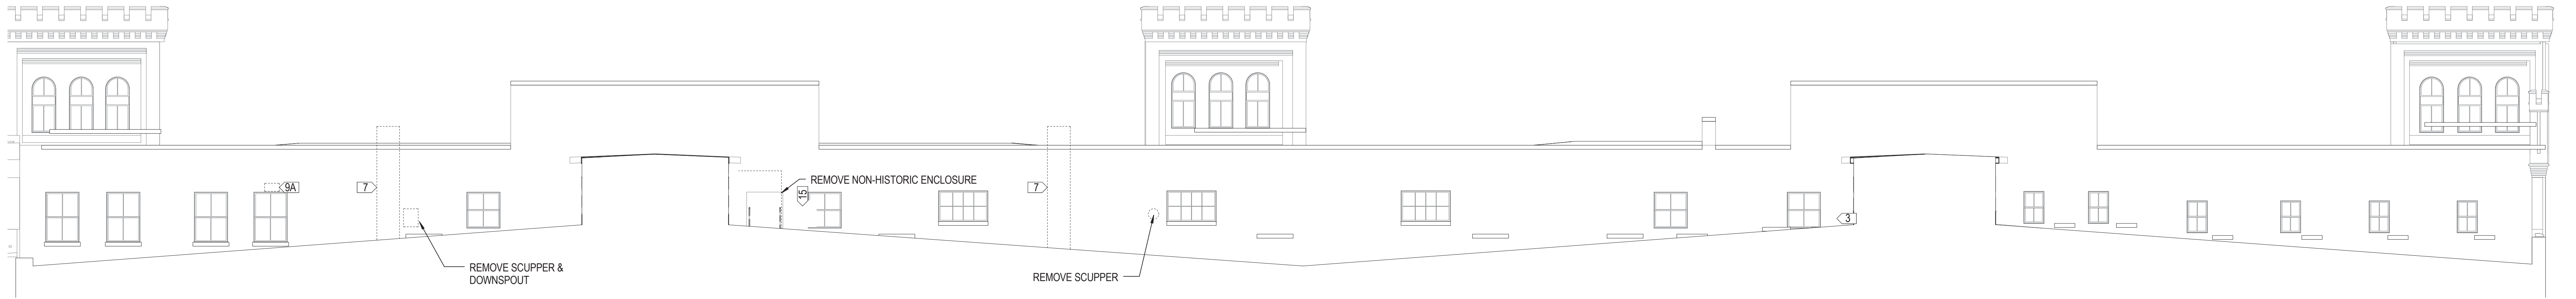 9A
7
REMOVE NON-HISTORIC ENCLOSURE
15
7
3
REMOVE SCUPPER &
DOWNSPOUT
REMOVE SCUPPER